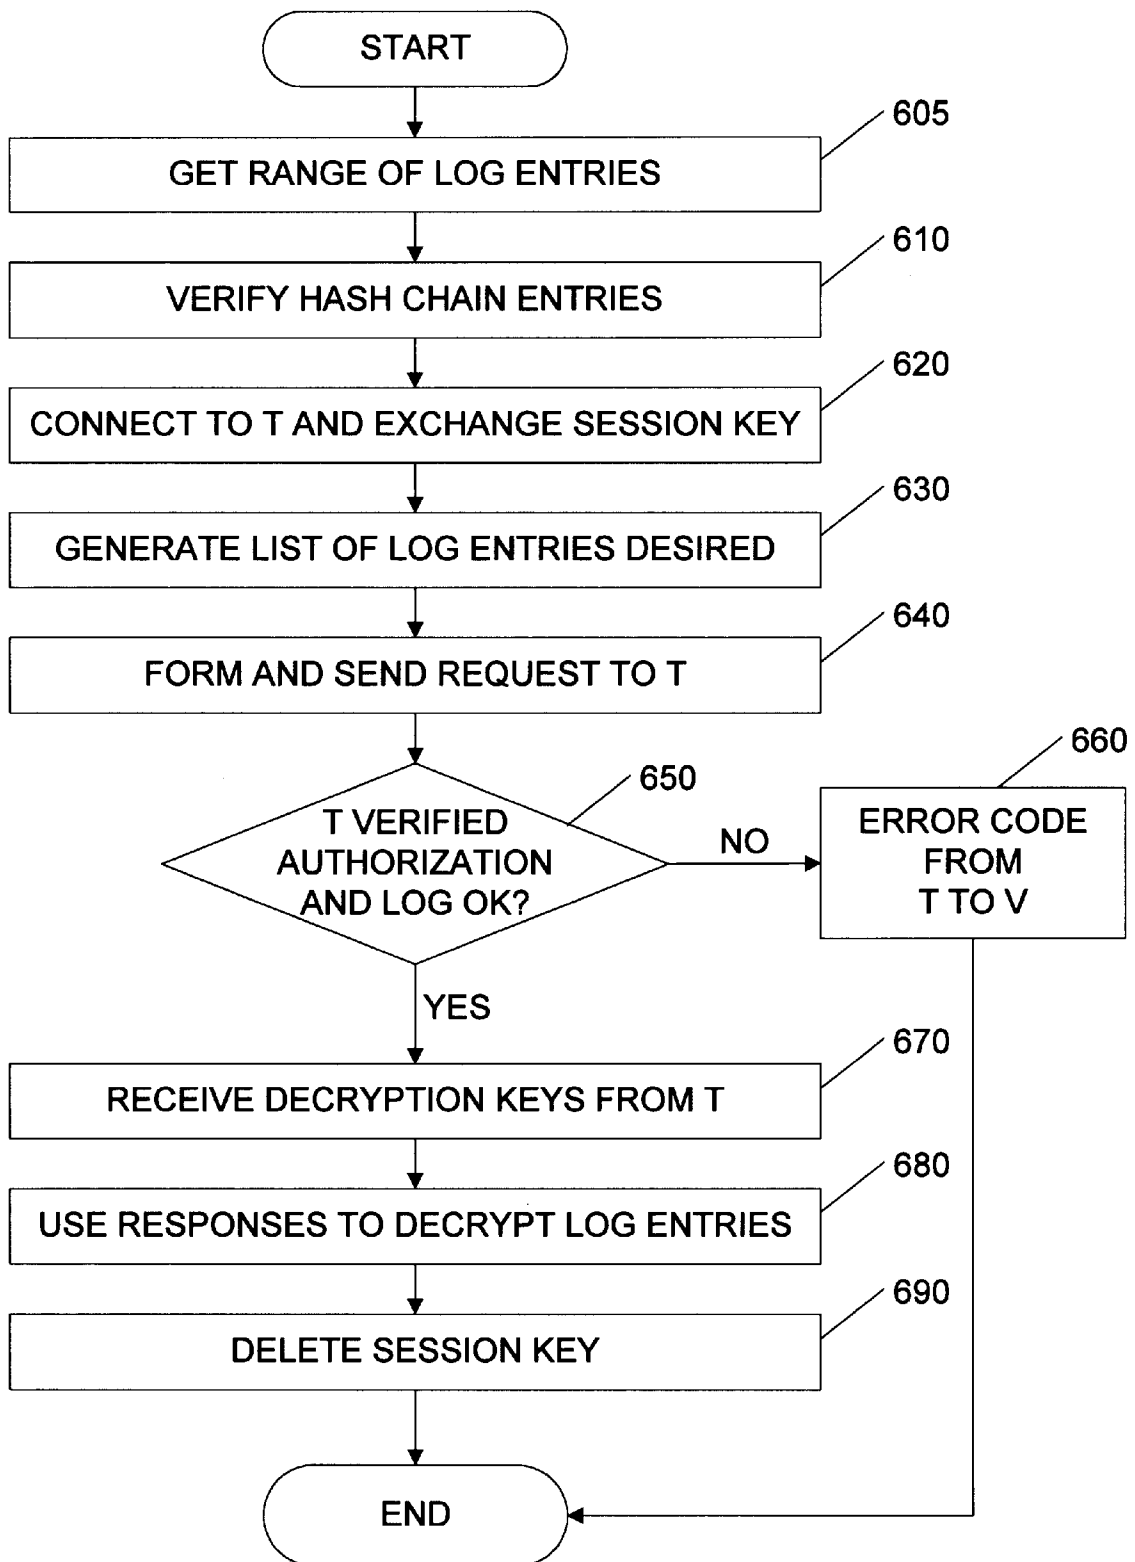 START
605
GET RANGE OF LOG ENTRIES
610
VERIFY HASH CHAIN ENTRIES
620
CONNECT TO T AND EXCHANGE SESSION KEY
630
GENERATE LIST OF LOG ENTRIES DESIRED
640
FORM AND SEND REQUEST TO T
650
T VERIFIED
AUTHORIZATION
AND LOG OK?
NO
660
ERROR CODE
FROM
T TO V
YES
670
RECEIVE DECRYPTION KEYS FROM T
680
USE RESPONSES TO DECRYPT LOG ENTRIES
690
DELETE SESSION KEY
END